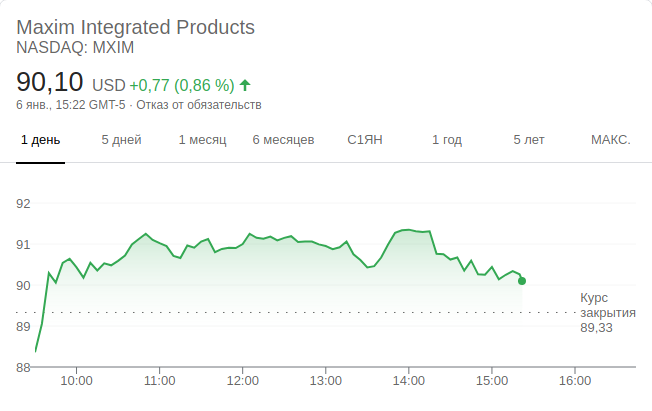 Maxim Integrated Products
NASDAQ: MXIM
90,10 USD +0,77 (0,86 %)
6 янв., 15:22 GMT-5 · Отказ от обязательств
1 день 5 дней 1 месяц 6 месяцев С1ЯН 1 год 5 лет МАКС.
92
91
90
Курс
закрытия
89,33
89
88
10:00 11:00 12:00 13:00 14:00 15:00 16:00